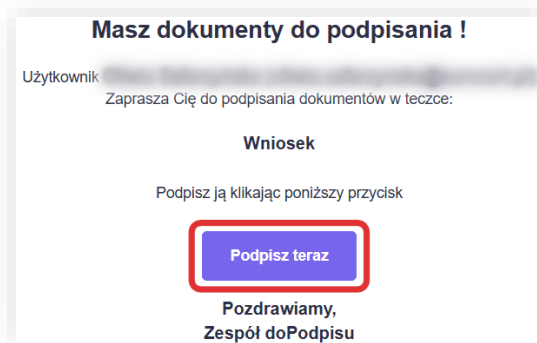 Masz dokumenty do podpisania !
Użytkownik
Zaprasza Cię do podpisania dokumentów w teczce:
Wniosek
Podpisz ją klikając poniższy przycisk
Podpisz teraz
Pozdrawiamy,
Zespół doPodpisu